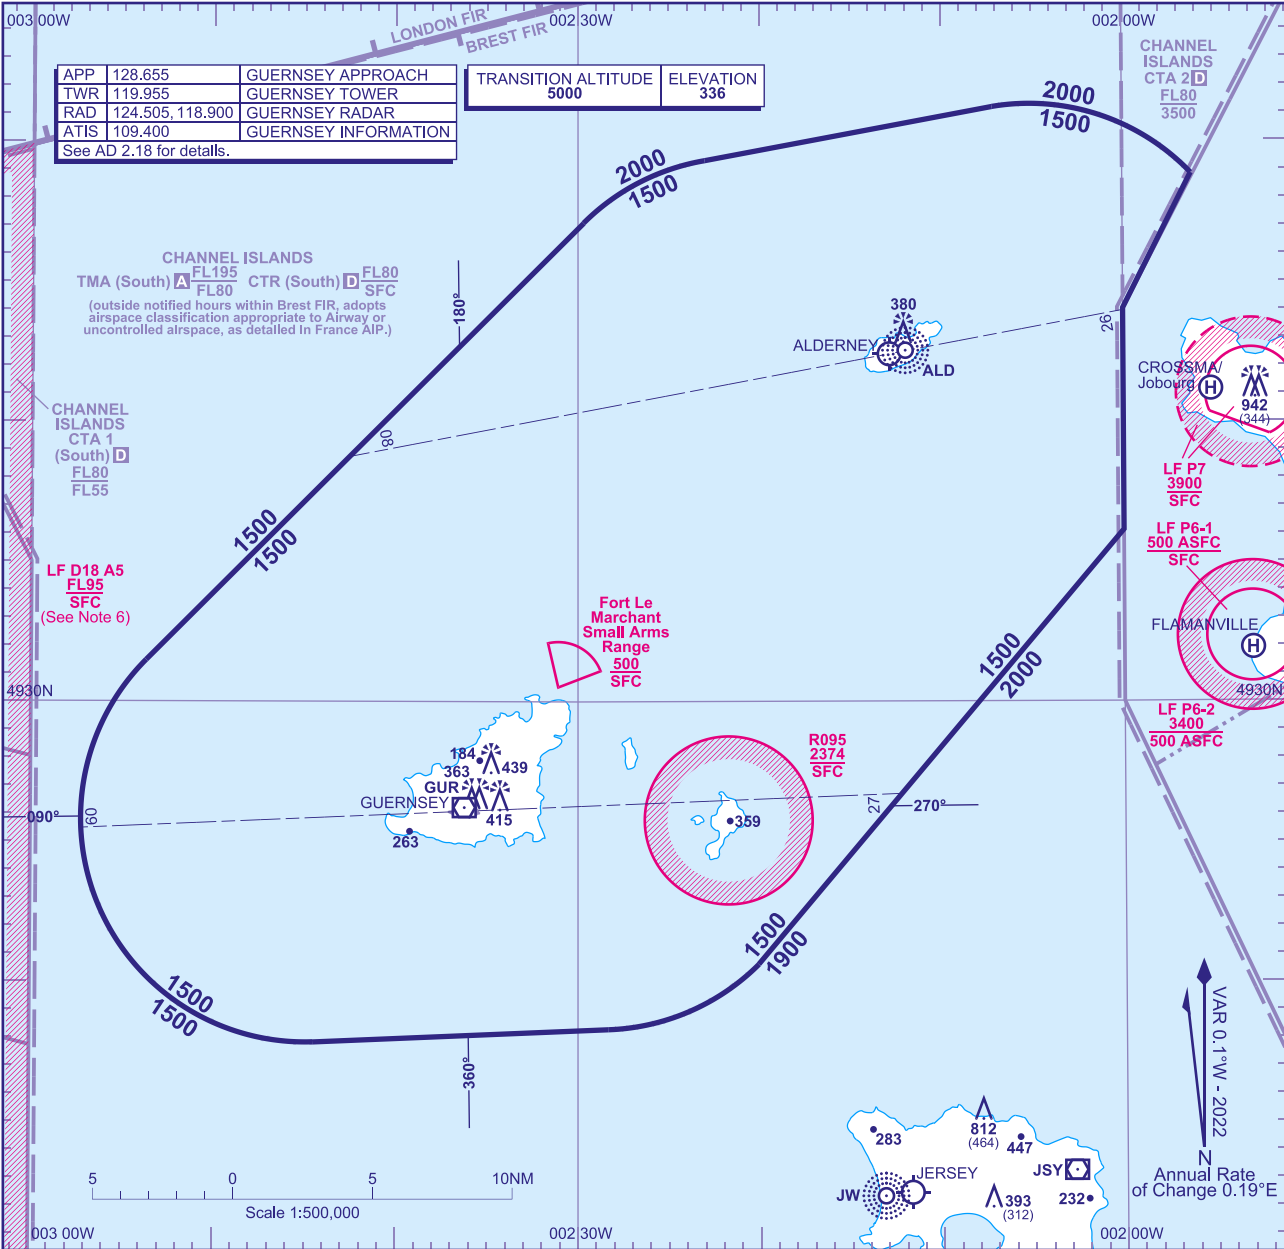 003 00W
002 30W
002 00W
LONDON FIR
BREST FIR
APP 128.655 GUERNSEY APPROACH
TWR 119.955 GUERNSEY TOWER
RAD 124.505, 118.900 GUERNSEY RADAR
ATIS 109.400 GUERNSEY INFORMATION
See AD 2.18 for details.
TRANSITION ALTITUDE
5000
ELEVATION
336
CHANNEL
ISLANDS
CTA 2 D
FL80
3500
2000
1500
2000
1500
CHANNEL ISLANDS
TMA (South) A FL195
FL80
CTR (South) D FL80
SFC
(outside notified hours within Brest FIR, adopts
airspace classification appropriate to Airway or
uncontrolled airspace, as detailed in France AIP.)
180°
380
ALDERNEY
ALD
26
08
CROSSMA/
Jobourg
H
942
(344)
LF P7
3900
SFC
CHANNEL
ISLANDS
CTA 1
(South) D
FL80
FL55
1500
1500
LF P6-1
500 ASFC
SFC
LF D18 A5
FL95
SFC
(See Note 6)
Fort Le
Marchant
Small Arms
Range
500
SFC
FLAMANVILLE
H
1500
2000
4930N
4930N
LF P6-2
3400
500 ASFC
R095
2374
SFC
184
363
439
GUR
GUERNSEY
415
263
359
090°
09
27
270°
1500
1900
1500
1500
360°
VAR 0.1°W - 2022
N
Annual Rate
of Change 0.19°E
283
812
(464)
447
JSY
JERSEY
JW
393
(312)
232
5 0 5 10NM
Scale 1:500,000
003 00W
002 30W
002 00W